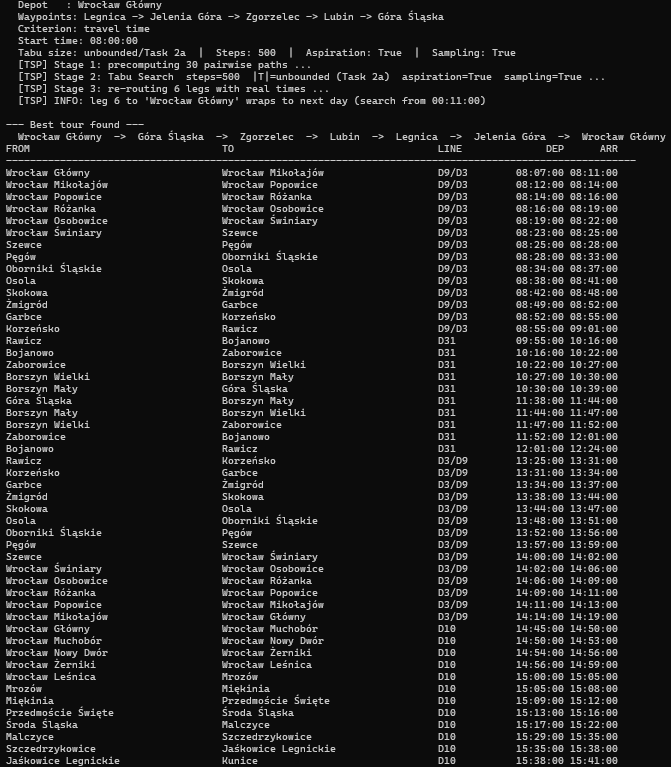 Depot   : Wrocław Główny
Waypoints: Legnica -> Jelenia Góra -> Zgorzelec -> Lubin -> Góra Śląska
Criterion: travel time
Start time: 08:00:00
Tabu size: unbounded/Task 2a  |  Steps: 500  |  Aspiration: True  |  Sampling: True
[TSP] Stage 1: precomputing 30 pairwise paths ...
[TSP] Stage 2: Tabu Search  steps=500  |T|=unbounded (Task 2a)  aspiration=True  sampling=True ...
[TSP] Stage 3: re-routing 6 legs with real times ...
[TSP] INFO: leg 6 to 'Wrocław Główny' wraps to next day (search from 00:11:00)
--- Best tour found ---
Wrocław Główny  ->  Góra Śląska  ->  Zgorzelec  ->  Lubin  ->  Legnica  ->  Jelenia Góra  ->  Wrocław Główny
FROM TO LINE DEP ARR
Wrocław Główny Wrocław Mikołajów D9/D3 08:07:00 08:11:00
Wrocław Mikołajów Wrocław Popowice D9/D3 08:12:00 08:14:00
Wrocław Popowice Wrocław Różanka D9/D3 08:14:00 08:16:00
Wrocław Różanka Wrocław Osobowice D9/D3 08:16:00 08:19:00
Wrocław Osobowice Wrocław Świniary D9/D3 08:19:00 08:22:00
Wrocław Świniary Szewce D9/D3 08:23:00 08:25:00
Szewce Pęgów D9/D3 08:25:00 08:28:00
Pęgów Oborniki Śląskie D9/D3 08:28:00 08:33:00
Oborniki Śląskie Osola D9/D3 08:34:00 08:37:00
Osola Skokowa D9/D3 08:38:00 08:41:00
Skokowa Żmigród D9/D3 08:42:00 08:48:00
Żmigród Garbce D9/D3 08:49:00 08:52:00
Garbce Korzeńsko D9/D3 08:52:00 08:55:00
Korzeńsko Rawicz D9/D3 08:55:00 09:01:00
Rawicz Bojanowo D31 09:55:00 10:16:00
Bojanowo Zaborowice D31 10:16:00 10:22:00
Zaborowice Borszyn Wielki D31 10:22:00 10:27:00
Borszyn Wielki Borszyn Mały D31 10:27:00 10:30:00
Borszyn Mały Góra Śląska D31 10:30:00 10:39:00
Góra Śląska Borszyn Mały D31 11:38:00 11:44:00
Borszyn Mały Borszyn Wielki D31 11:44:00 11:47:00
Borszyn Wielki Zaborowice D31 11:47:00 11:52:00
Zaborowice Bojanowo D31 11:52:00 12:01:00
Bojanowo Rawicz D31 12:01:00 12:24:00
Rawicz Korzeńsko D3/D9 13:25:00 13:31:00
Korzeńsko Garbce D3/D9 13:31:00 13:34:00
Garbce Żmigród D3/D9 13:34:00 13:37:00
Żmigród Skokowa D3/D9 13:38:00 13:44:00
Skokowa Osola D3/D9 13:44:00 13:47:00
Osola Oborniki Śląskie D3/D9 13:48:00 13:51:00
Oborniki Śląskie Pęgów D3/D9 13:52:00 13:56:00
Pęgów Szewce D3/D9 13:57:00 13:59:00
Szewce Wrocław Świniary D3/D9 14:00:00 14:02:00
Wrocław Świniary Wrocław Osobowice D3/D9 14:02:00 14:06:00
Wrocław Osobowice Wrocław Różanka D3/D9 14:06:00 14:09:00
Wrocław Różanka Wrocław Popowice D3/D9 14:09:00 14:11:00
Wrocław Popowice Wrocław Mikołajów D3/D9 14:11:00 14:13:00
Wrocław Mikołajów Wrocław Główny D3/D9 14:14:00 14:19:00
Wrocław Główny Wrocław Muchobór D10 14:45:00 14:50:00
Wrocław Muchobór Wrocław Nowy Dwór D10 14:50:00 14:53:00
Wrocław Nowy Dwór Wrocław Żerniki D10 14:54:00 14:56:00
Wrocław Żerniki Wrocław Leśnica D10 14:56:00 14:59:00
Wrocław Leśnica Mrozów D10 15:00:00 15:05:00
Mrozów Miękinia D10 15:05:00 15:08:00
Miękinia Przedmoście Święte D10 15:09:00 15:12:00
Przedmoście Święte Środa Śląska D10 15:13:00 15:16:00
Środa Śląska Malczyce D10 15:17:00 15:22:00
Malczyce Szczedrzykowice D10 15:29:00 15:35:00
Szczedrzykowice Jaśkowice Legnickie D10 15:35:00 15:38:00
Jaśkowice Legnickie Kunice D10 15:38:00 15:41:00